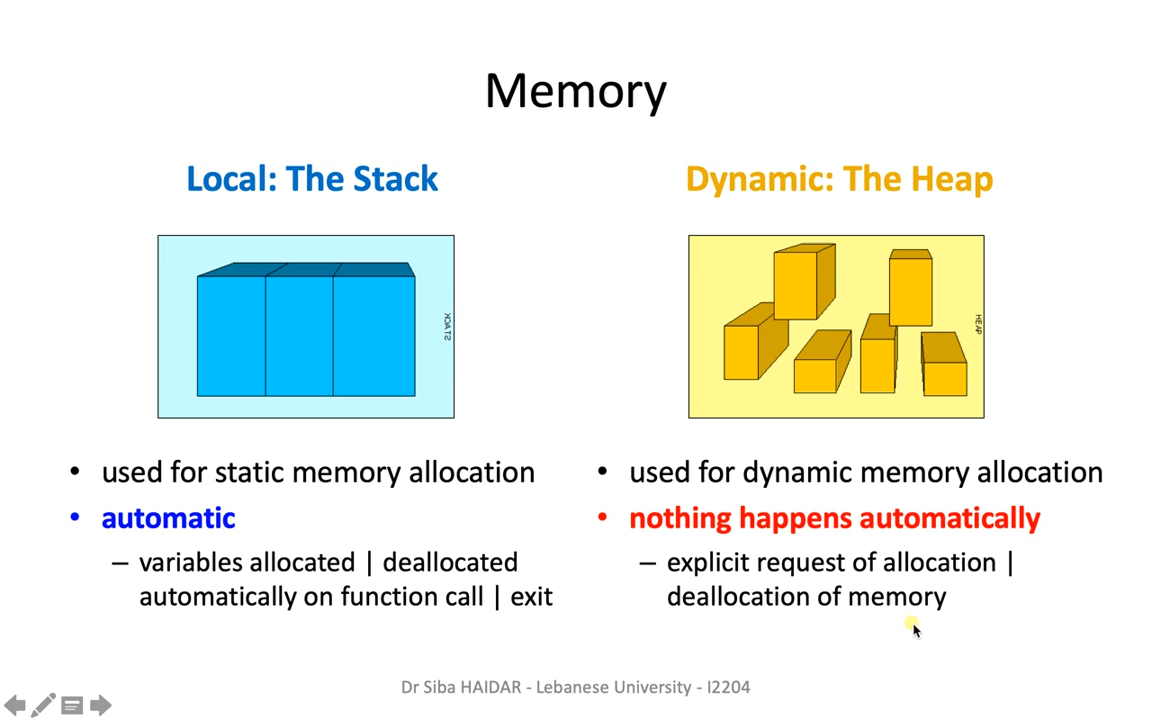 Memory
Local: The Stack
STACK
• used for static memory allocation
• automatic
– variables allocated | deallocated
automatically on function call | exit
Dynamic: The Heap
HEAP
• used for dynamic memory allocation
• nothing happens automatically
– explicit request of allocation |
deallocation of memory
Dr Siba HAIDAR - Lebanese University - I2204